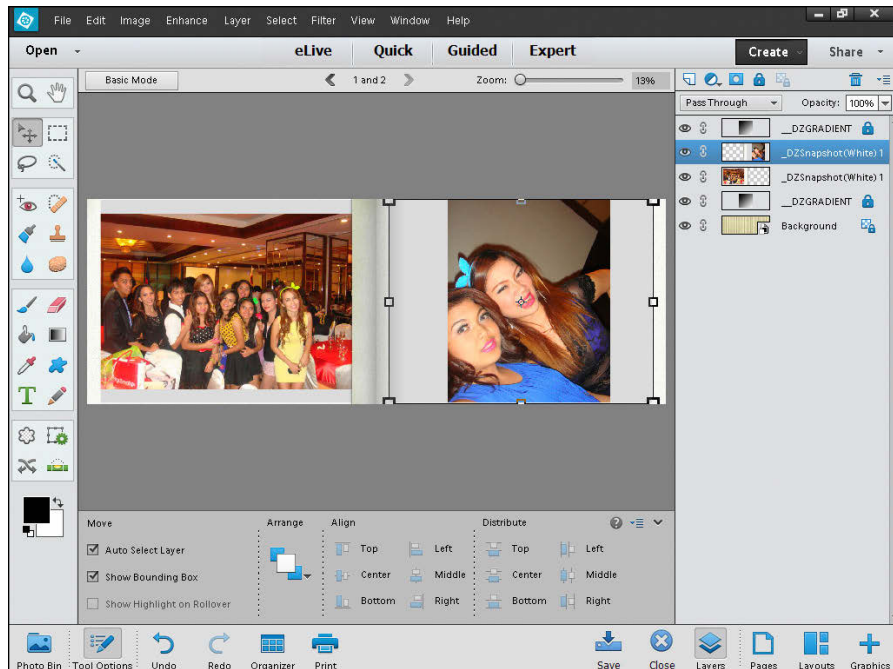 File Edit Image Enhance Layer Select Filter View Window Help
Open eLive Quick Guided Expert Create Share
Basic Mode 1 and 2 Zoom: 13%
Pass Through Opacity: 100%
__DZGRADIENT
_DZSnapshot(White) 1
_DZSnapshot(White) 1
__DZGRADIENT
Background
Move Arrange Align Distribute
Auto Select Layer Top Left Top Left
Show Bounding Box Center Middle Center Middle
Show Highlight on Rollover Bottom Right Bottom Right
Photo Bin Tool Options Undo Redo Organizer Print Save Close Layers Pages Layouts Graphics